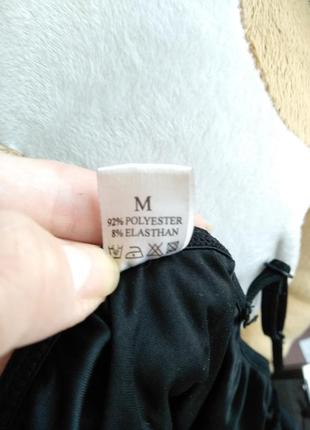 M
92% POLYESTER
8% ELASTHAN